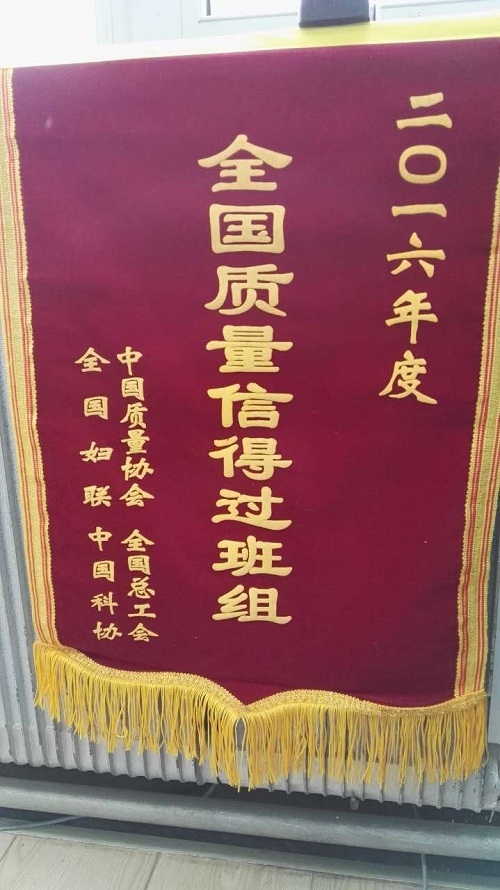 二〇一六年度
全国质量信得过班组
中国质量协会 全国总工会
全国妇联 中国科协